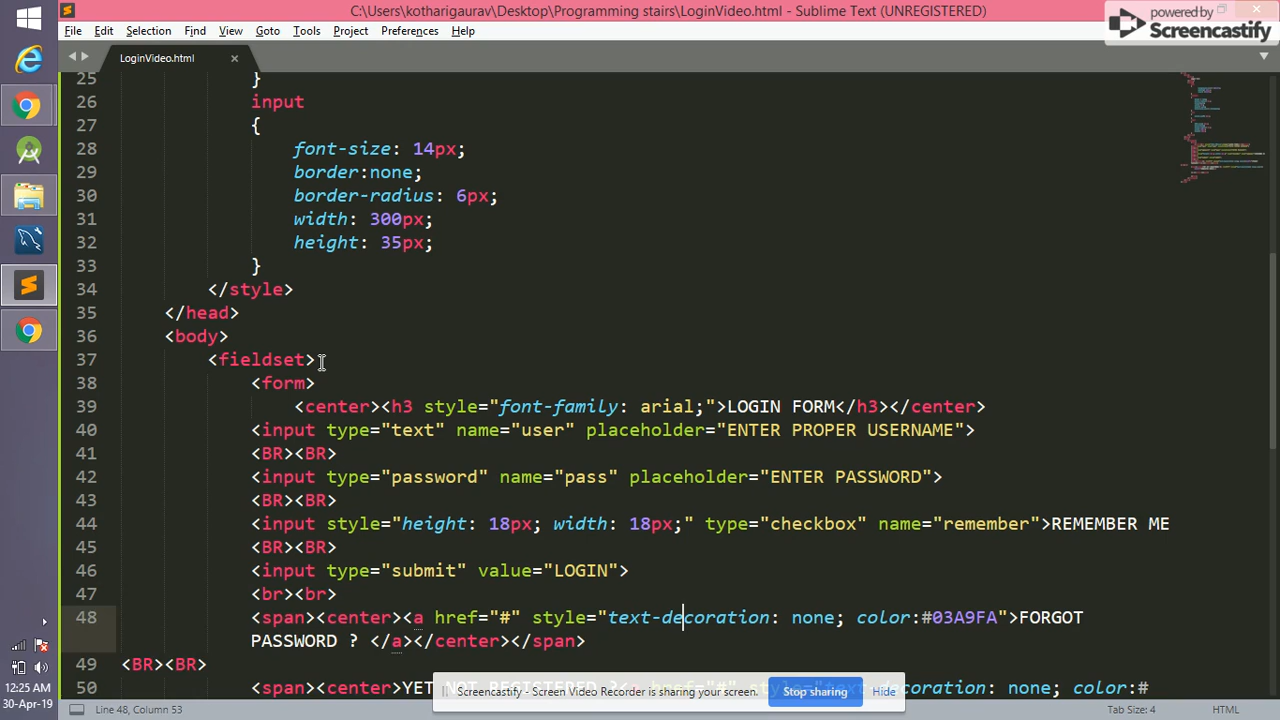 C:\Users\kotharigaurav\Desktop\Programming stairs\LoginVideo.html - Sublime Text (UNREGISTERED)
powered by
Screencastify
File Edit Selection Find View Goto Tools Project Preferences Help
LoginVideo.html ×
25 }
26 input
27 {
28 font-size: 14px;
29 border:none;
30 border-radius: 6px;
31 width: 300px;
32 height: 35px;
33 }
34 </style>
35 </head>
36 <body>
37 <fieldset>
38 <form>
39 <center><h3 style="font-family: arial;">LOGIN FORM</h3></center>
40 <input type="text" name="user" placeholder="ENTER PROPER USERNAME">
41 <BR><BR>
42 <input type="password" name="pass" placeholder="ENTER PASSWORD">
43 <BR><BR>
44 <input style="height: 18px; width: 18px;" type="checkbox" name="remember">REMEMBER ME
45 <BR><BR>
46 <input type="submit" value="LOGIN">
47 <br><br>
48 <span><center><a href="#" style="text-decoration: none; color:#03A9FA">FORGOT
PASSWORD ? </a></center></span>
49 <BR><BR>
50 <span><center>YET NOT REGISTERED ?<a href="#" style="text-decoration: none; color:#
Screencastify - Screen Video Recorder is sharing your screen. Stop sharing Hide
12:25 AM
30-Apr-19
Line 48, Column 53 Tab Size: 4 HTML